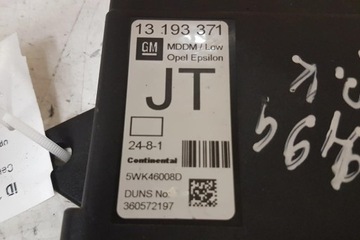 13 193 371
GM
MDDM / Low
Opel Epsilon
JT
24-8-1
Continental
5WK46008D
DUNS No.
360572197